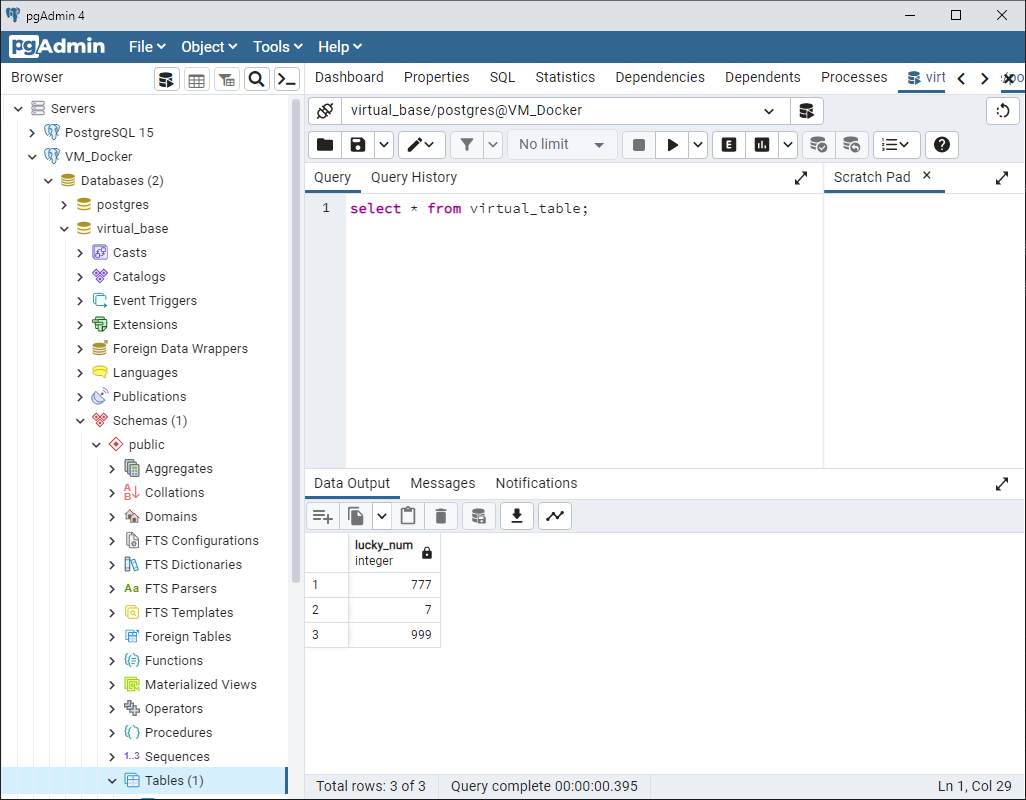 pgAdmin 4
pgAdmin File Object Tools Help
Browser
Dashboard Properties SQL Statistics Dependencies Dependents Processes virt
Servers
PostgreSQL 15
VM_Docker
Databases (2)
postgres
virtual_base
Casts
Catalogs
Event Triggers
Extensions
Foreign Data Wrappers
Languages
Publications
Schemas (1)
public
Aggregates
Collations
Domains
FTS Configurations
FTS Dictionaries
Aa FTS Parsers
FTS Templates
Foreign Tables
Functions
Materialized Views
Operators
Procedures
1..3 Sequences
Tables (1)
virtual_base/postgres@VM_Docker
No limit E
Query Query History Scratch Pad
1 select * from virtual_table;
Data Output Messages Notifications
lucky_num
integer
1 777
2 7
3 999
Total rows: 3 of 3 Query complete 00:00:00.395 Ln 1, Col 29